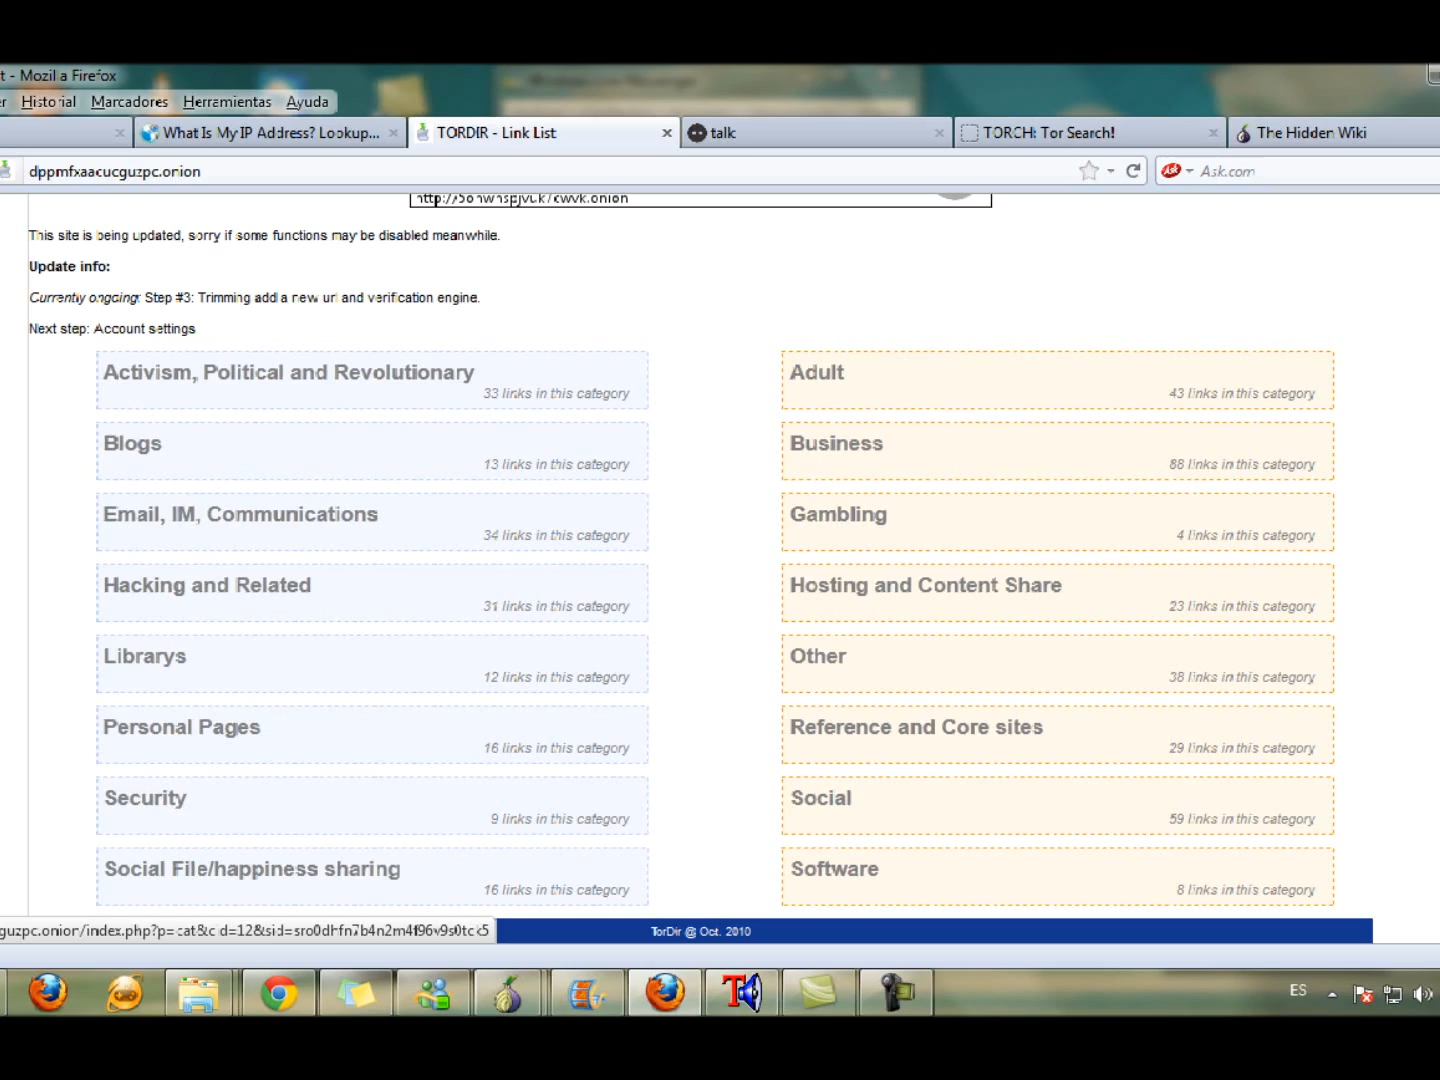 t - Mozilla Firefox
er Historial Marcadores Herramientas Ayuda
What Is My IP Address? Lookup... TORDIR - Link List talk TORCH: Tor Search! The Hidden Wiki
dppmfxaacucguzpc.onion Ask.com
This site is being updated, sorry if some functions may be disabled meanwhile.
Update info:
Currently ongoing: Step #3: Trimming add a new url and verification engine.
Next step: Account settings
Activism, Political and Revolutionary
33 links in this category
Adult
43 links in this category
Blogs
13 links in this category
Business
88 links in this category
Email, IM, Communications
34 links in this category
Gambling
4 links in this category
Hacking and Related
31 links in this category
Hosting and Content Share
23 links in this category
Librarys
12 links in this category
Other
38 links in this category
Personal Pages
16 links in this category
Reference and Core sites
29 links in this category
Security
9 links in this category
Social
59 links in this category
Social File/happiness sharing
16 links in this category
Software
8 links in this category
TorDir @ Oct. 2010
ES